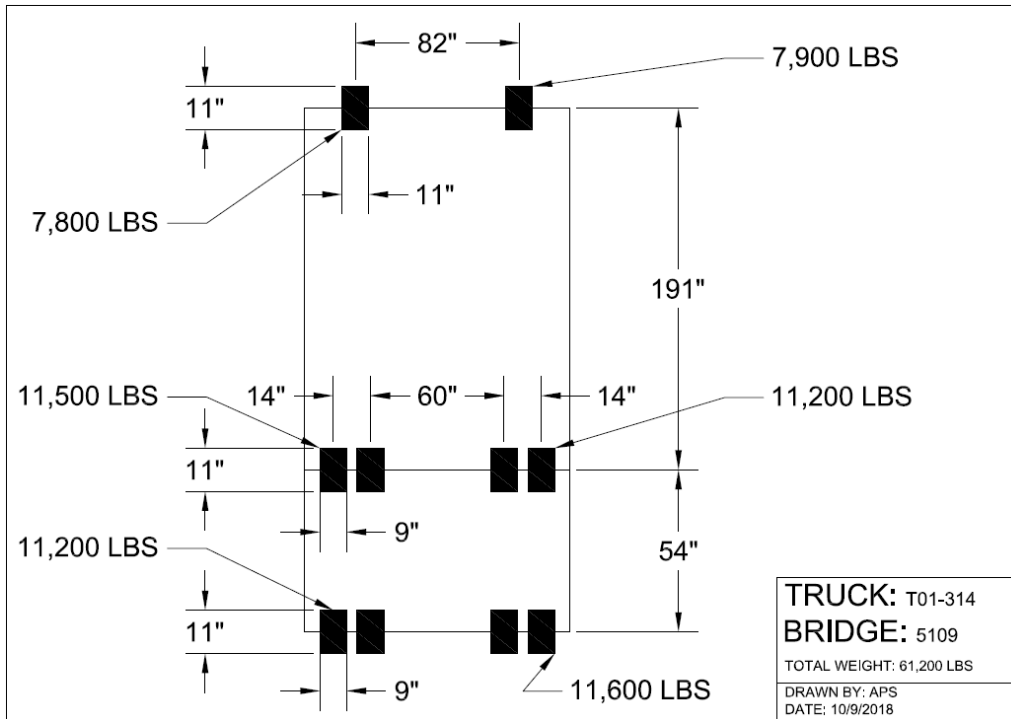 82"
7,900 LBS
11"
11"
7,800 LBS
191"
11,500 LBS
14"
60"
14"
11,200 LBS
11"
9"
11,200 LBS
54"
11"
9"
11,600 LBS
TRUCK: T01-314
BRIDGE: 5109
TOTAL WEIGHT: 61,200 LBS
DRAWN BY: APS
DATE: 10/9/2018